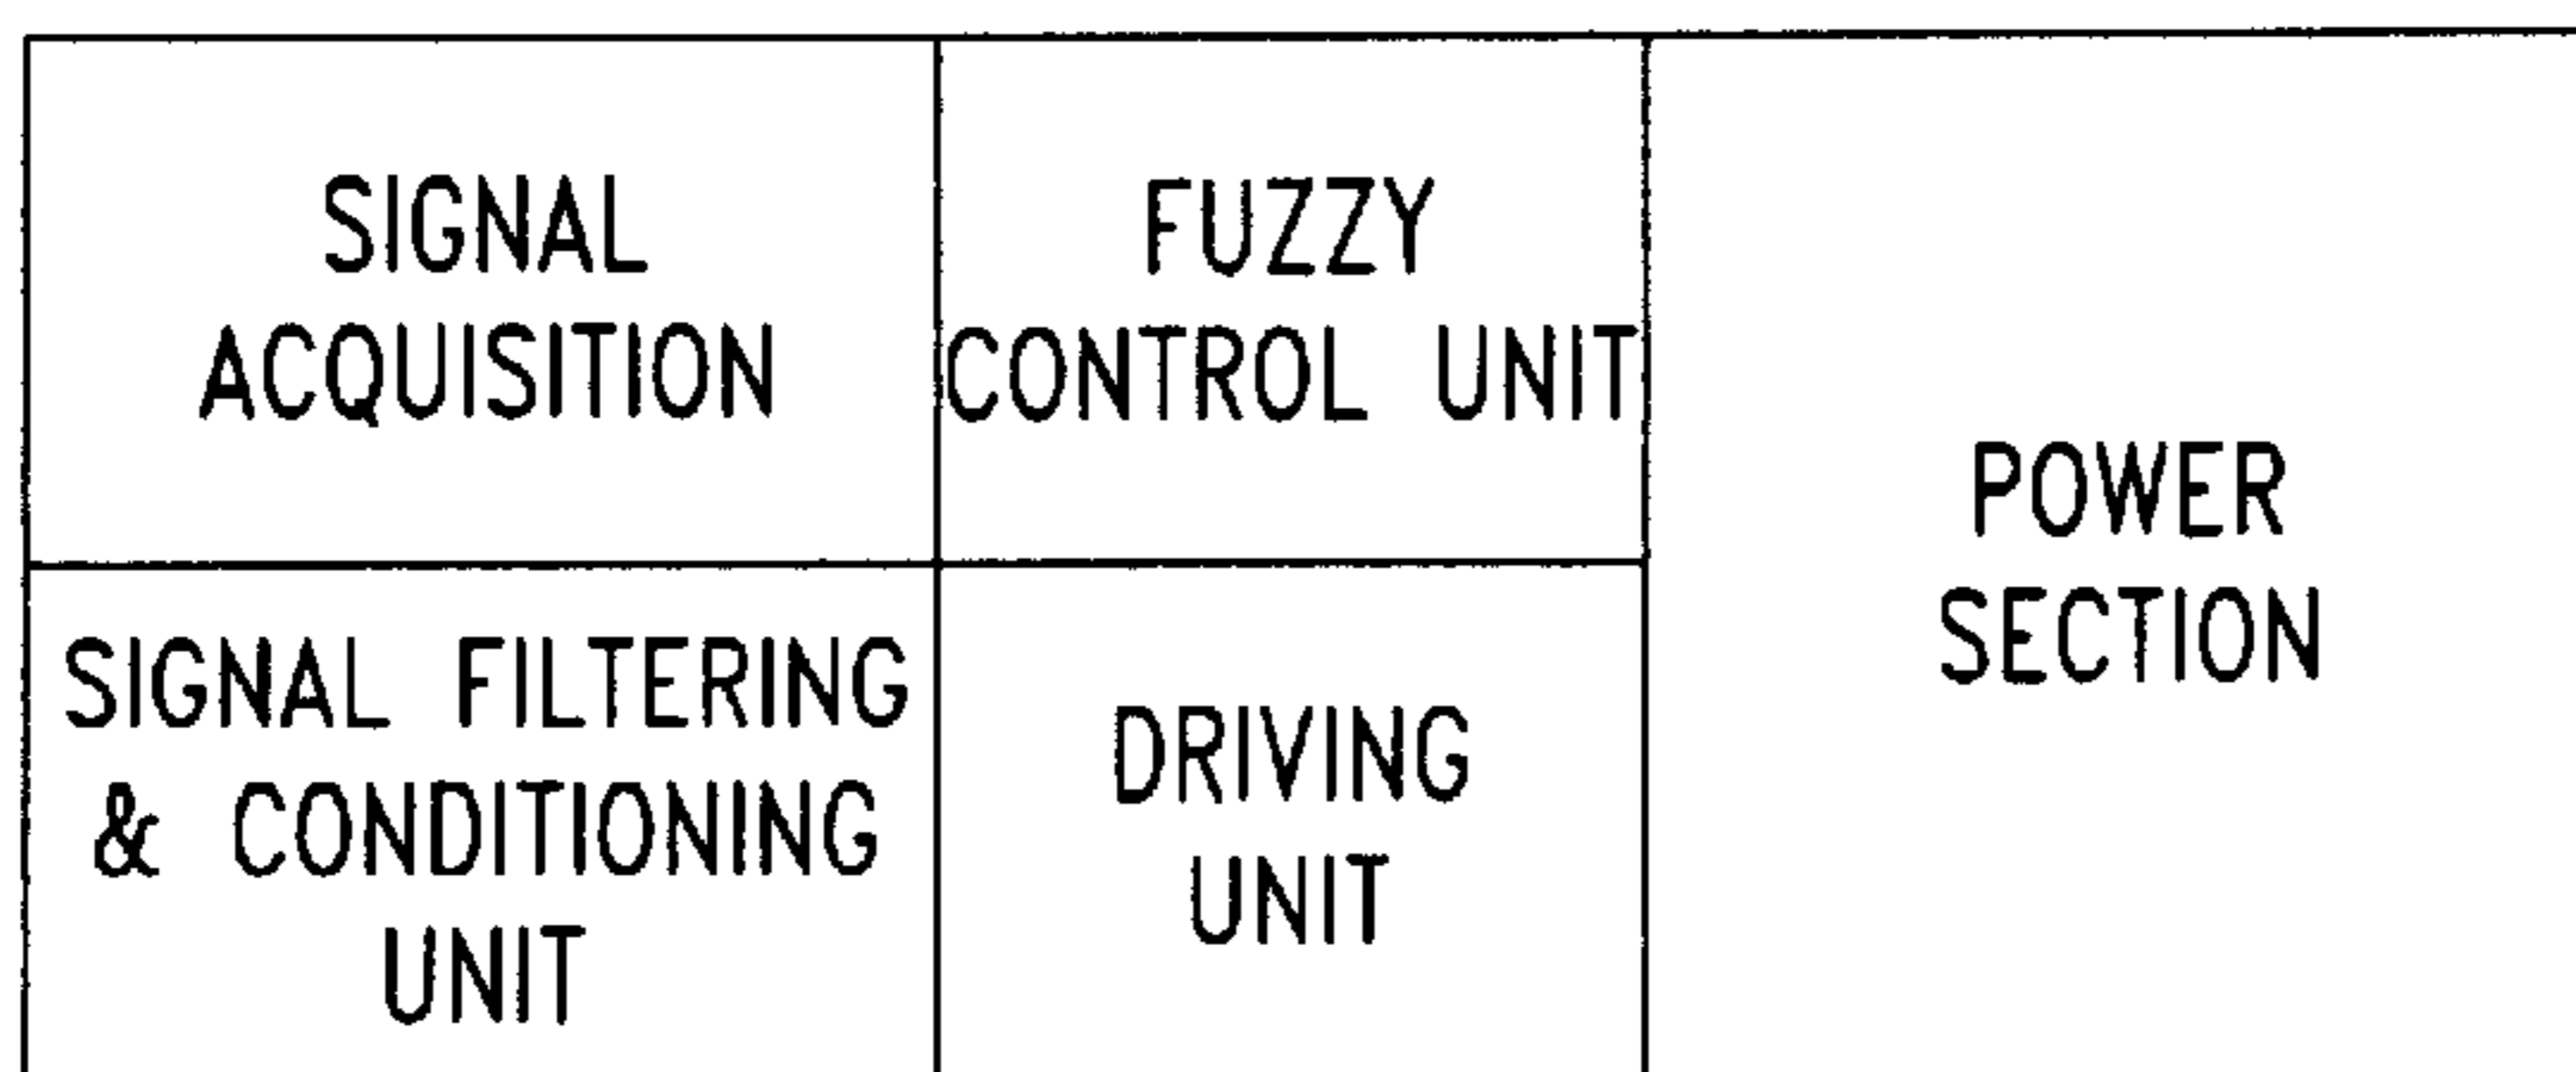 SIGNAL
ACQUISITION
FUZZY
CONTROL UNIT
POWER
SECTION
SIGNAL FILTERING
& CONDITIONING
UNIT
DRIVING
UNIT